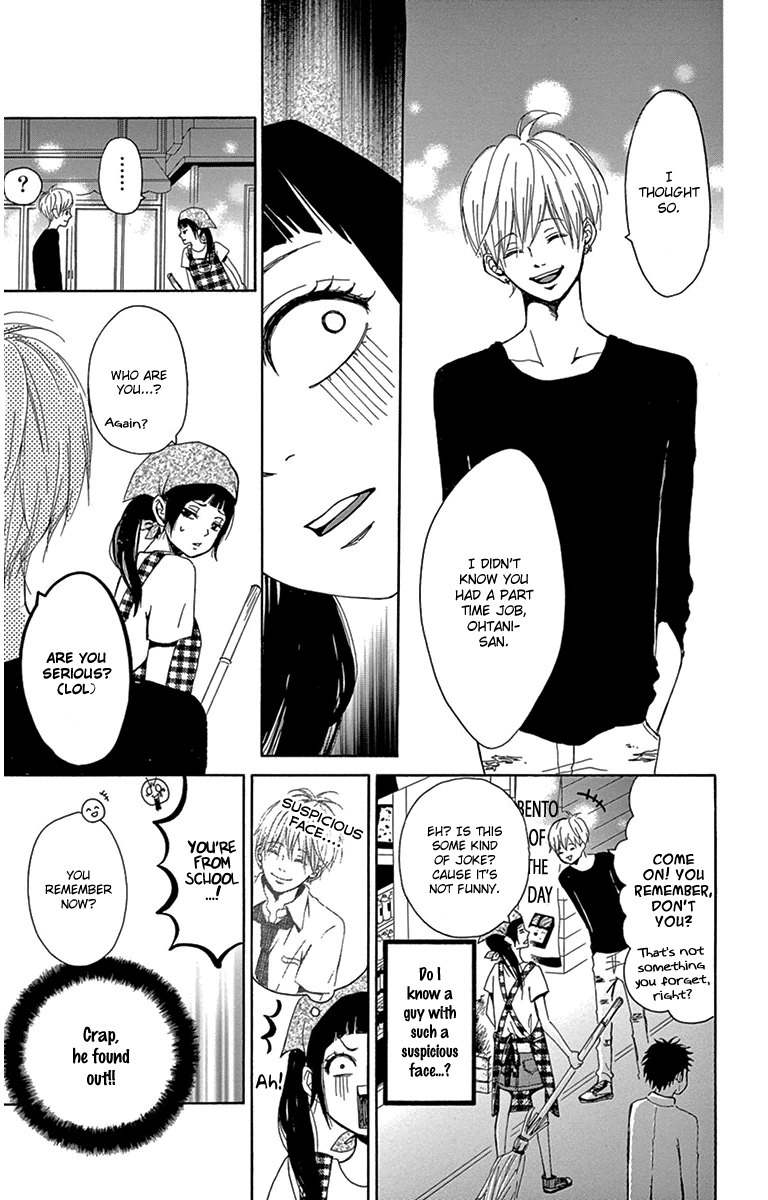 I
THOUGHT
SO.
I DIDN'T
KNOW YOU
HAD A PART
TIME JOB,
OHTANI-
SAN.
....
?
WHO ARE
YOU...?
Again?
ARE YOU
SERIOUS?
(LOL)
COME
ON! YOU
REMEMBER,
DON'T
YOU?
That's not
something
you forget,
right?
BENTO
OF
THE
DAY
EH? IS THIS
SOME KIND
OF JOKE?
CAUSE IT'S
NOT FUNNY.
Do I
know a
guy with
such a
suspicious
face...?
SUSPICIOUS
FACE....
Ah!
YOU'RE
FROM
SCHOOL
....!
YOU
REMEMBER
NOW?
Crap,
he found
out!!